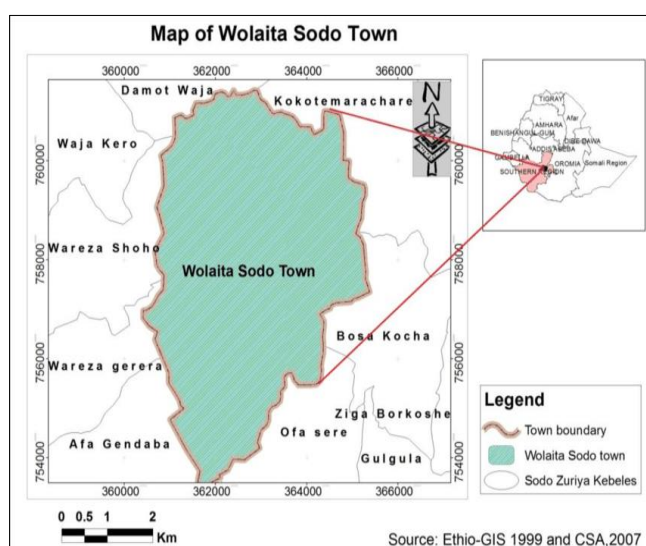 Map of Wolaita Sodo Town
360000 362000 364000 366000
Damot Waja
Kokotemarachare
N
Waja Kero
760000 760000
Wareza Shoho
758000 758000
Wolaita Sodo Town
Bosa Kocha
756000 756000
Wareza gerera
Ziga Borkoshe
Ofa sere
Afa Gendaba
Gulgula
754000 754000
360000 362000 364000 366000
TIGRAY
Afar
AMHARA
BENISHANGUL-GUM
DIRE-DAWA
ADDIS ABEBA
GAMBELLA
OROMIA
Somali Region
SOUTHERN REGION
Legend
Town boundary
Wolaita Sodo town
Sodo Zuriya Kebeles
0 0.5 1 2
Km
Source: Ethio-GIS 1999 and CSA,2007